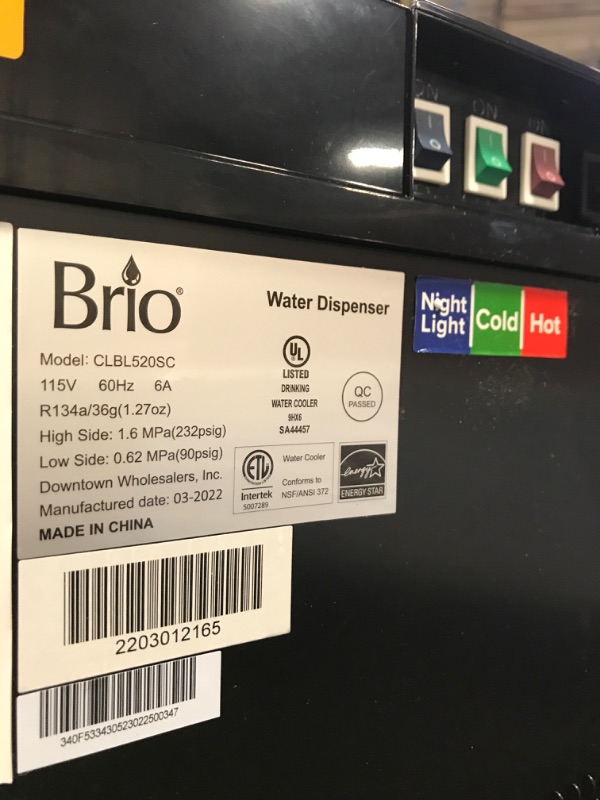 ON
ON
Night
Light
Cold
Hot
Brio®
Water Dispenser
Model: CLBL520SC
115V 60Hz 6A
R134a/36g(1.27oz)
High Side: 1.6 MPa(232psig)
Low Side: 0.62 MPa(90psig)
Downtown Wholesalers, Inc.
Manufactured date: 03-2022
MADE IN CHINA
UL
LISTED
DRINKING
WATER COOLER
9HX6
SA44457
QC
PASSED
ETL
Intertek
5007289
Water Cooler
Conforms to
NSF/ANSI 372
energy
ENERGY STAR
2203012165
340F533430523022500347